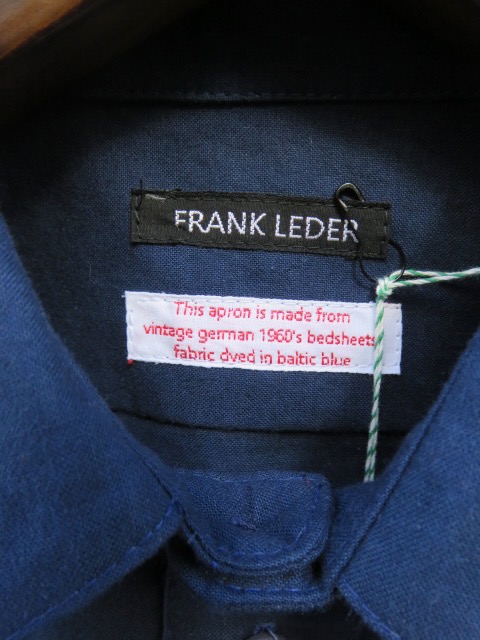 FRANK LEDER
This apron is made from
vintage german 1960's bedsheets
fabric dyed in baltic blue